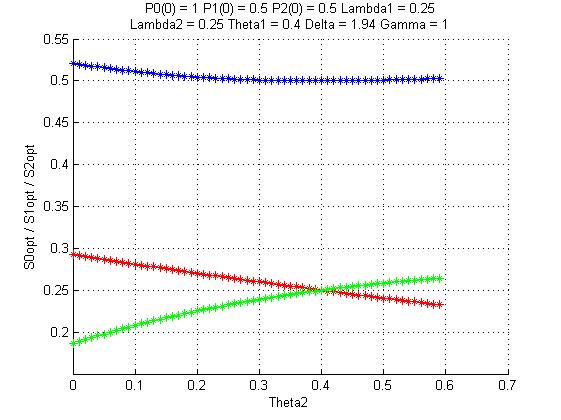 P0(0) = 1 P1(0) = 0.5 P2(0) = 0.5 Lambda1 = 0.25
Lambda2 = 0.25 Theta1 = 0.4 Delta = 1.94 Gamma = 1
S0opt / S1opt / S2opt
0.55
0.5
0.45
0.4
0.35
0.3
0.25
0.2
0 0.1 0.2 0.3 0.4 0.5 0.6 0.7
Theta2